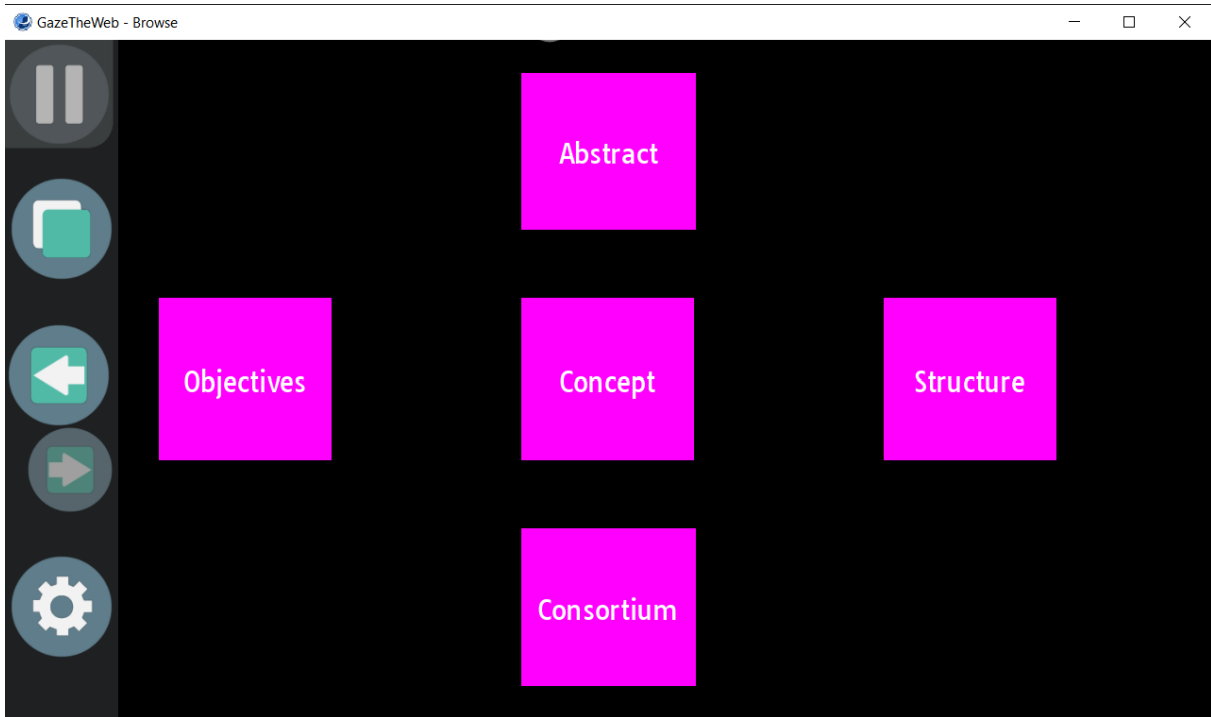 GazeTheWeb - Browse
Abstract
Objectives
Concept
Structure
Consortium